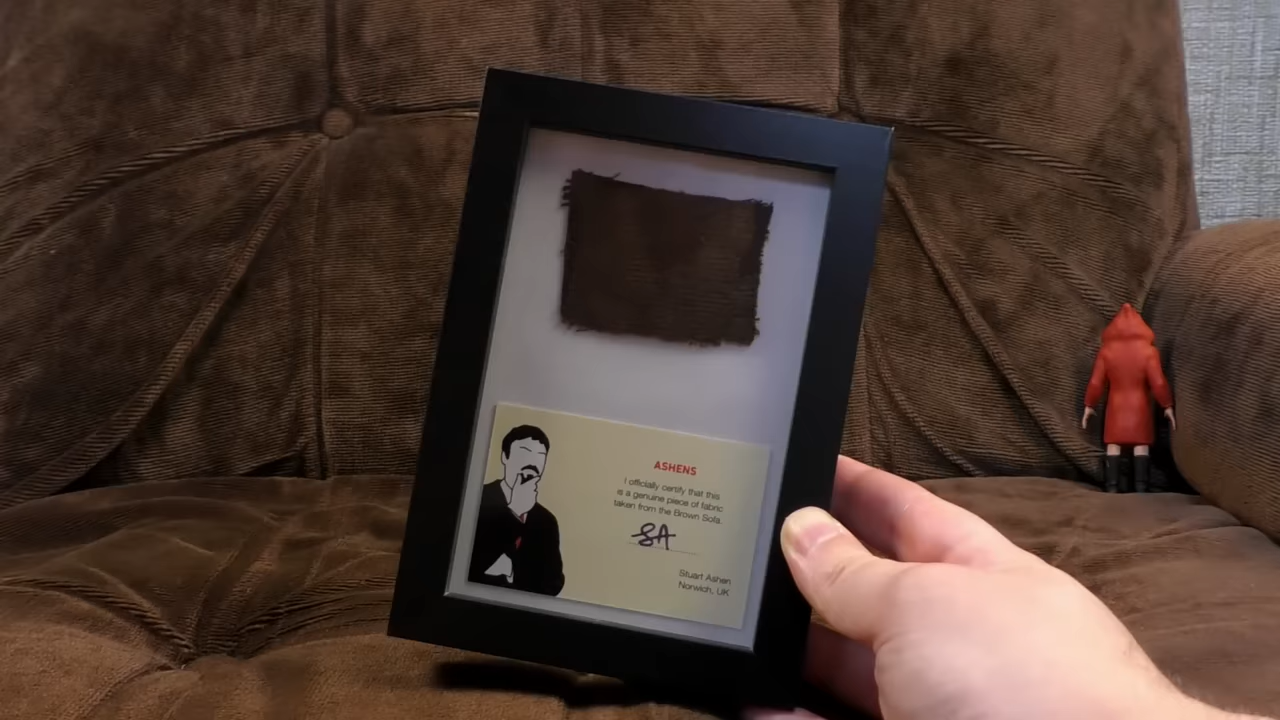 ASHENS
I officially certify that this
is a genuine piece of fabric
taken from the Brown Sofa.
SA
Stuart Ashen
Norwich, UK